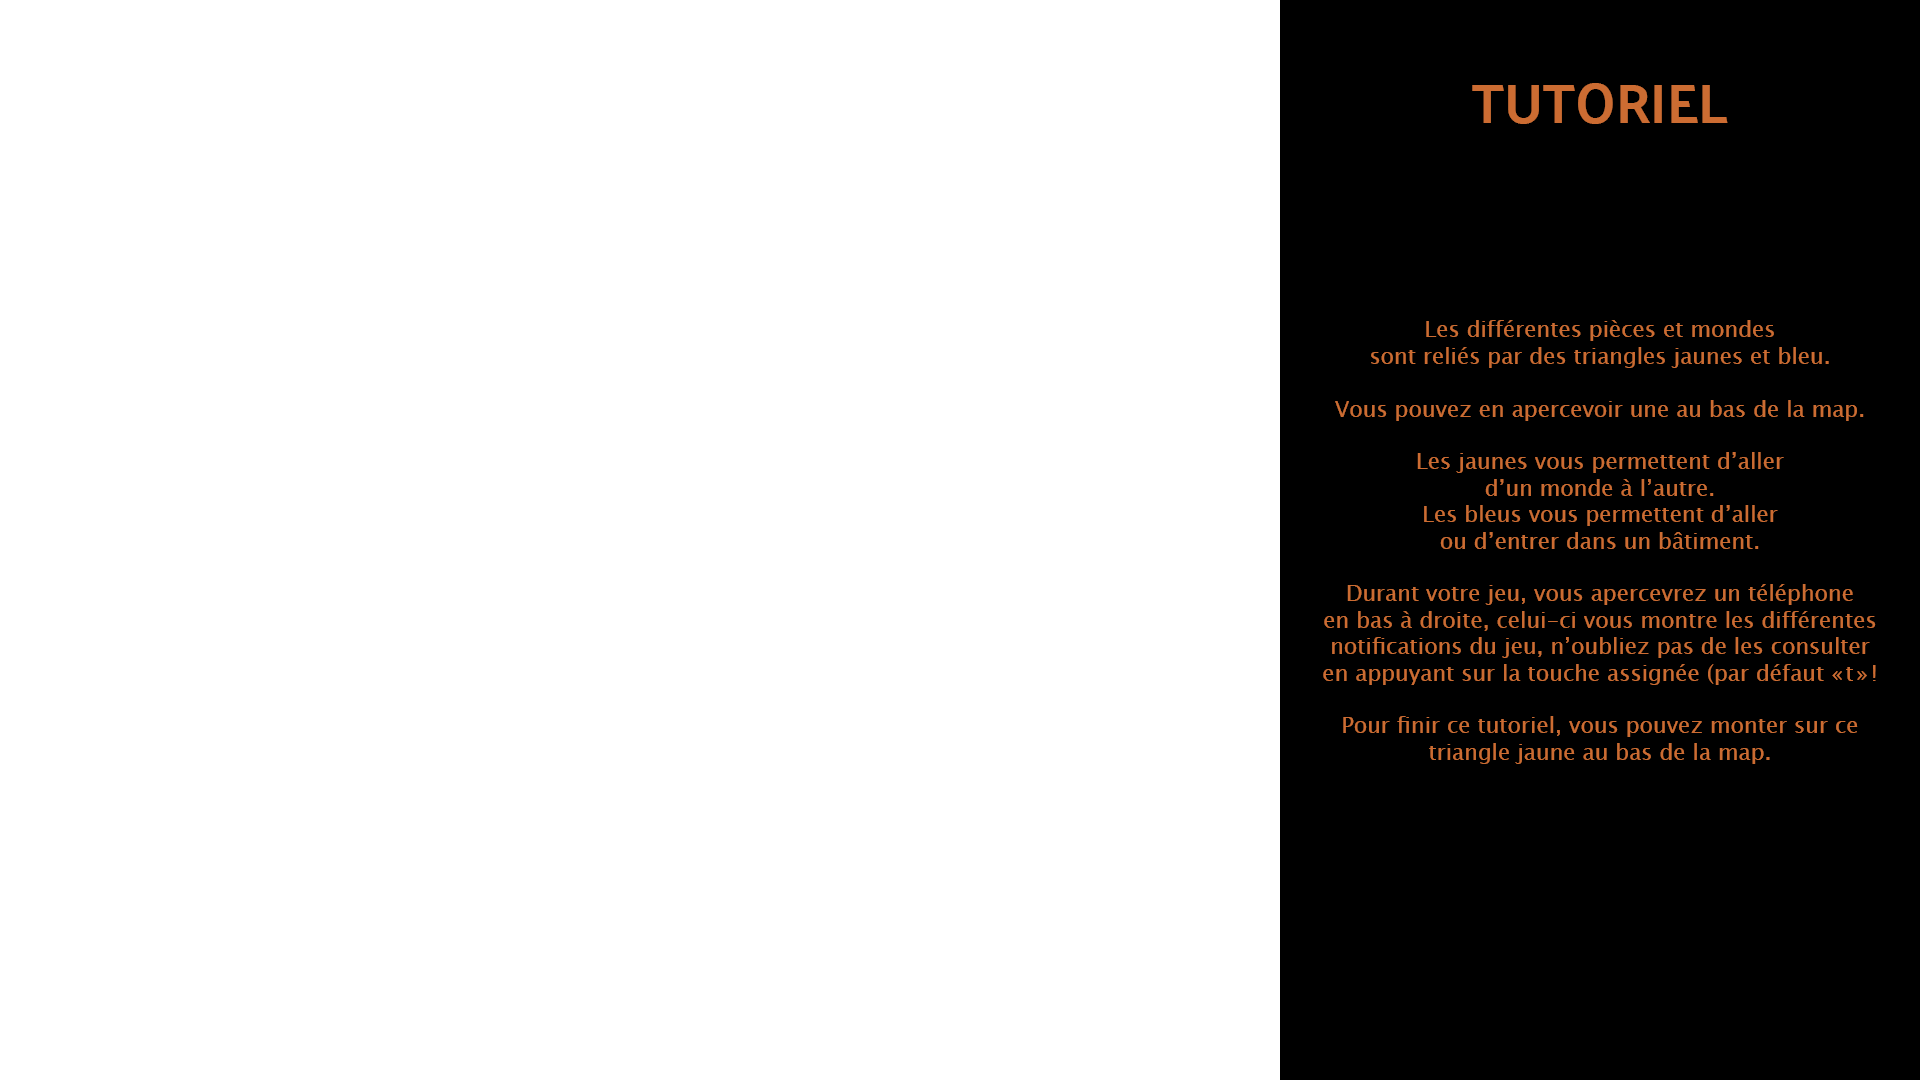 TUTORIEL
Les différentes pièces et mondes
sont reliés par des triangles jaunes et bleu.
Vous pouvez en apercevoir une au bas de la map.
Les jaunes vous permettent d’aller
d’un monde à l’autre.
Les bleus vous permettent d’aller
ou d’entrer dans un bâtiment.
Durant votre jeu, vous apercevrez un téléphone
en bas à droite, celui-ci vous montre les différentes
notifications du jeu, n’oubliez pas de les consulter
en appuyant sur la touche assignée (par défaut «t»!
Pour finir ce tutoriel, vous pouvez monter sur ce
triangle jaune au bas de la map.